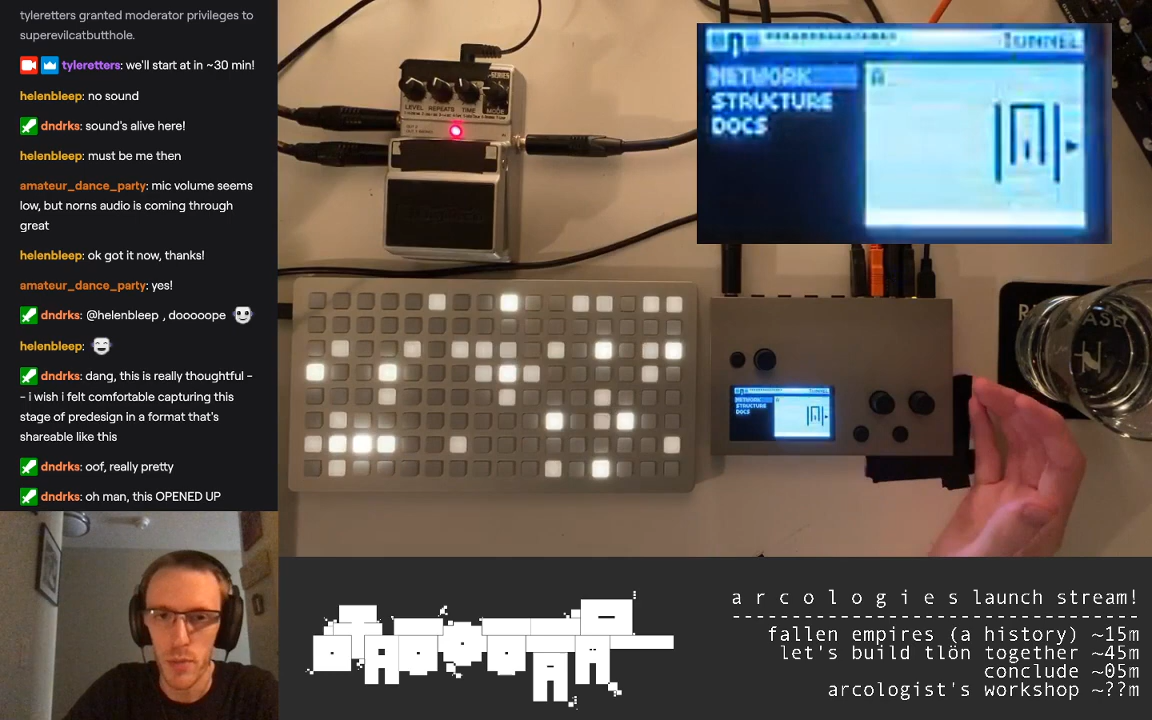 tyleretters granted moderator privileges to
superevilcatbutthole.
tyleretters: we'll start at in ~30 min!
helenbleep: no sound
dndrks: sound's alive here!
helenbleep: must be me then
amateur_dance_party: mic volume seems
low, but norns audio is coming through
great
helenbleep: ok got it now, thanks!
amateur_dance_party: yes!
dndrks: @helenbleep , dooooope
helenbleep:
dndrks: dang, this is really thoughtful -
- i wish i felt comfortable capturing this
stage of predesign in a format that's
shareable like this
dndrks: oof, really pretty
dndrks: oh man, this OPENED UP
LEVEL REPEATS TIME MODE
TUNNEL
NETWORK
STRUCTURE
DOCS
NETWORK
STRUCTURE
DOCS
a r c o l o g i e s launch stream!
--------------------------------
fallen empires (a history) ~15m
let's build tlön together ~45m
conclude ~05m
arcologist's workshop ~??m